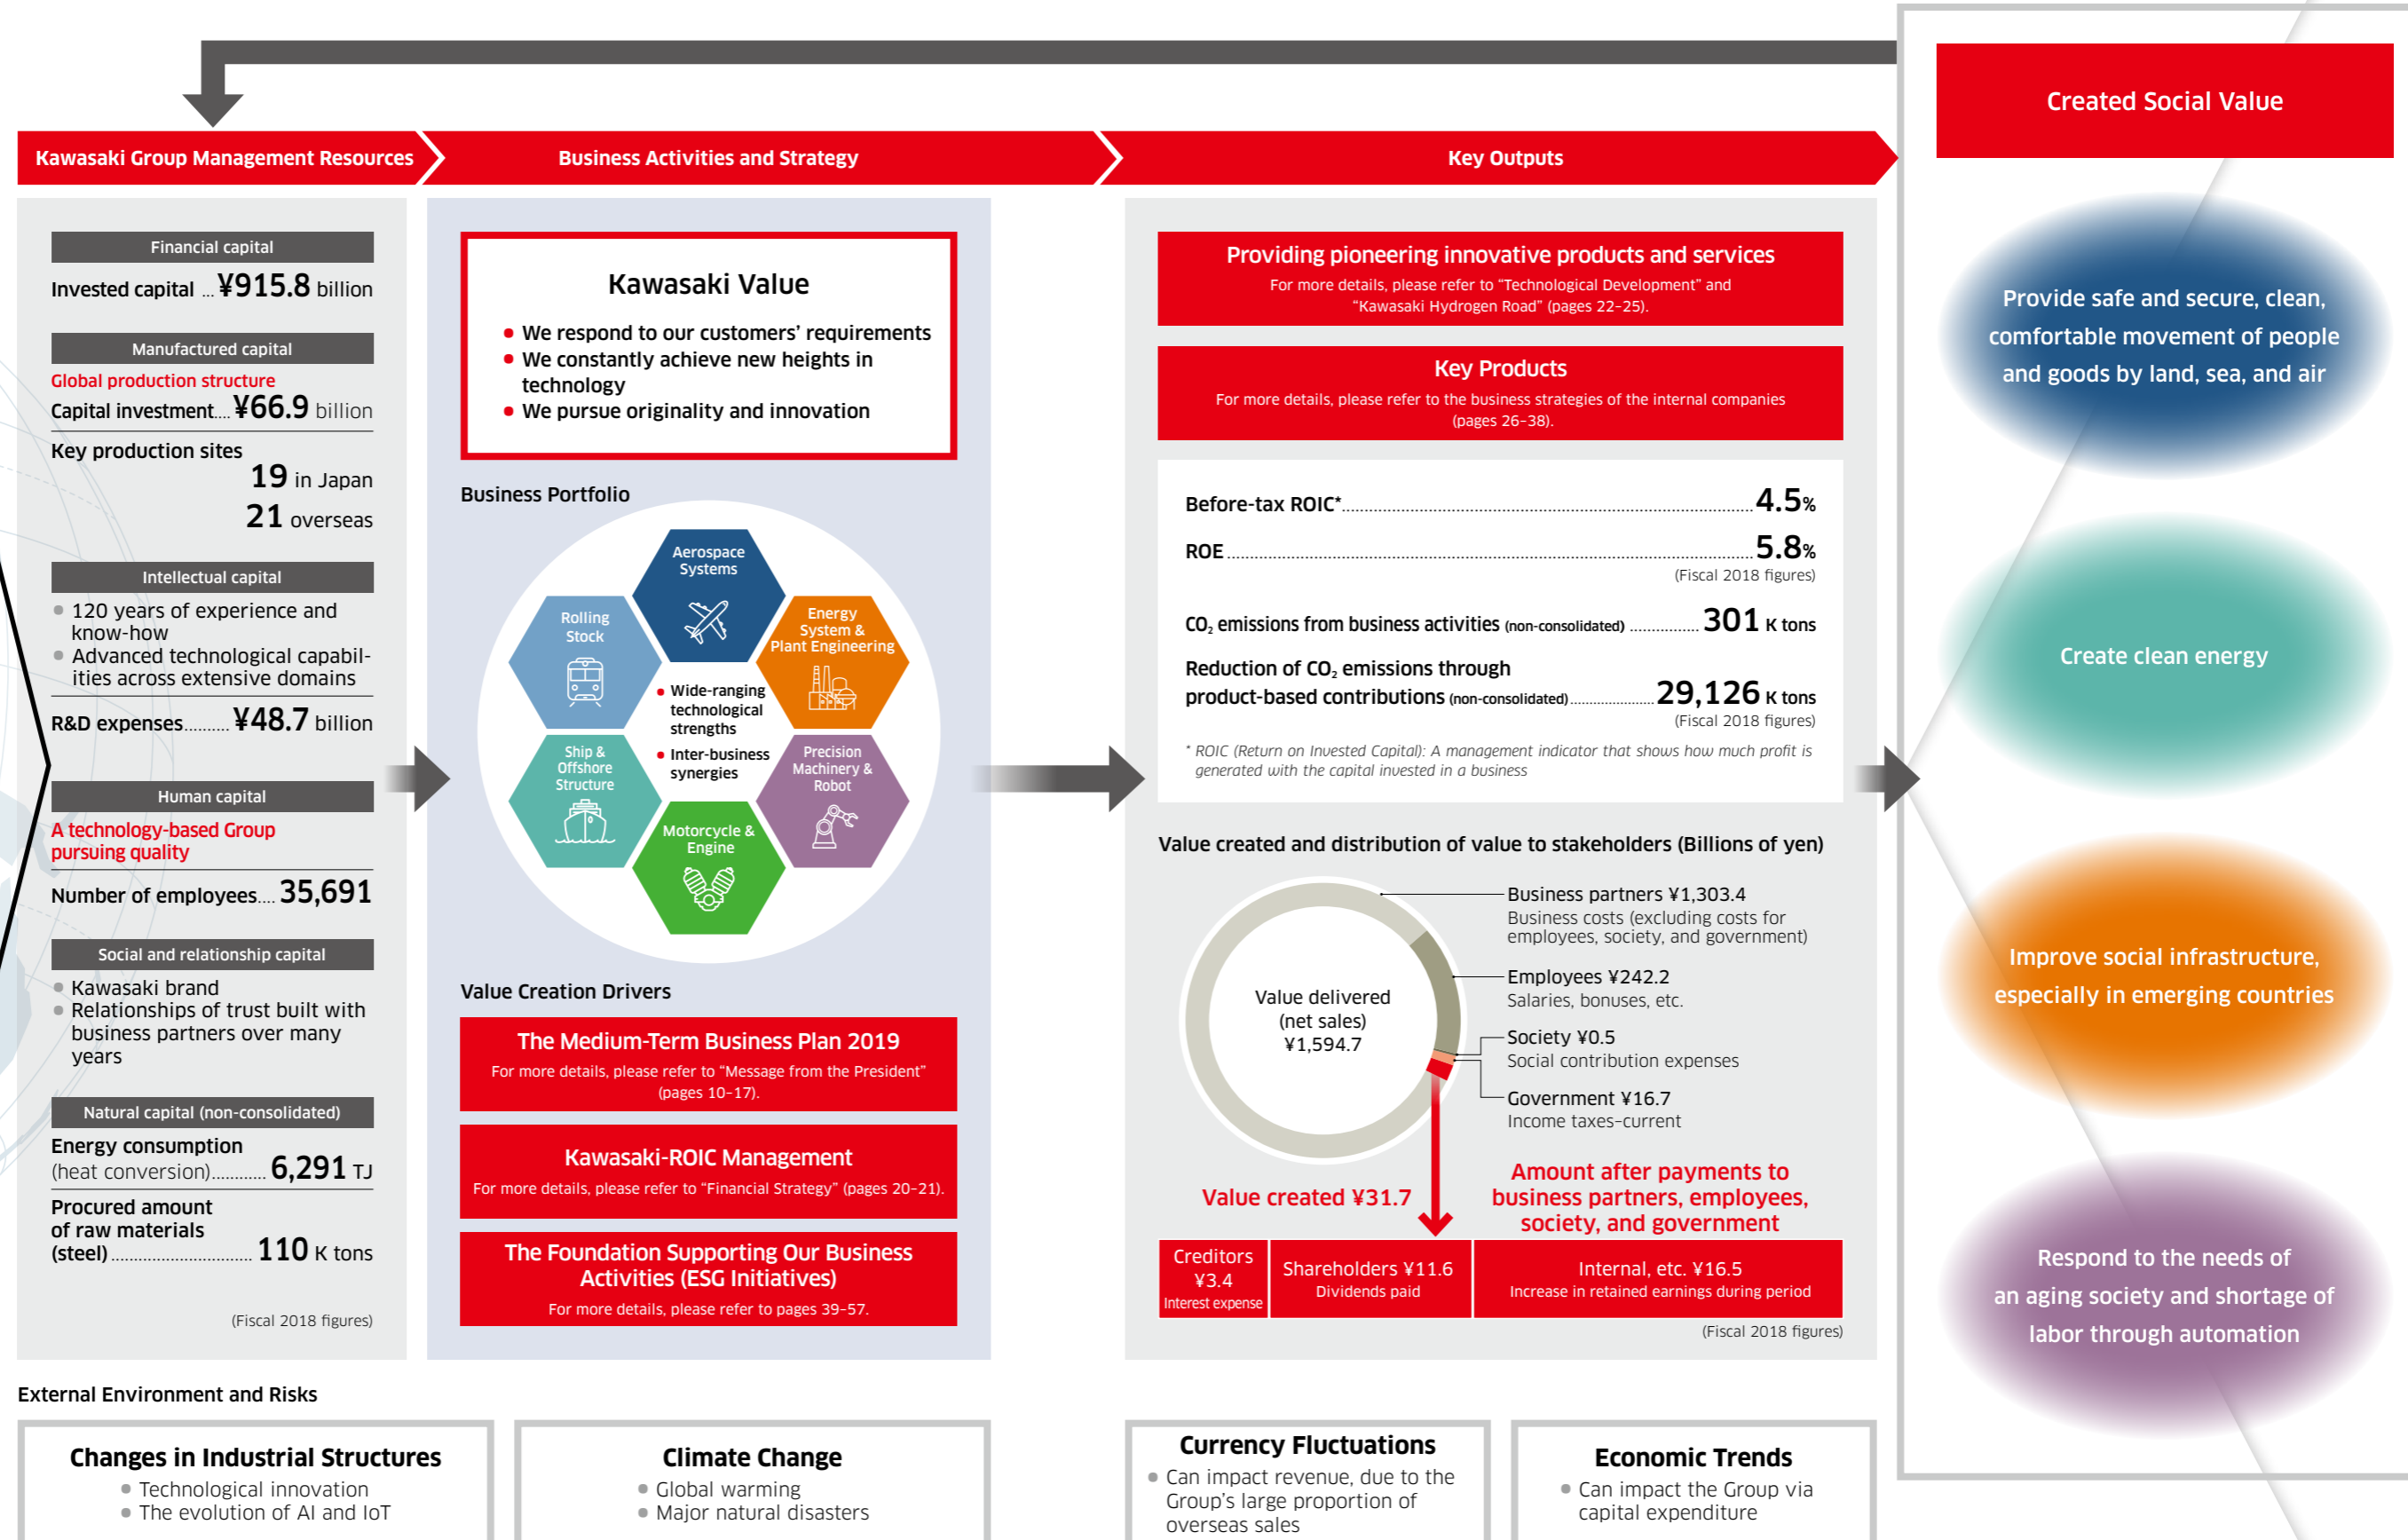 Created Social Value
Kawasaki Group Management Resources
Business Activities and Strategy
Key Outputs
Financial capital
Invested capital ... ¥915.8 billion
Manufactured capital
Global production structure
Capital investment.... ¥66.9 billion
Key production sites
19 in Japan
21 overseas
Intellectual capital
• 120 years of experience and
know-how
• Advanced technological capabil-
ities across extensive domains
R&D expenses.......... ¥48.7 billion
Human capital
A technology-based Group
pursuing quality
Number of employees.... 35,691
Social and relationship capital
• Kawasaki brand
• Relationships of trust built with
business partners over many
years
Natural capital (non-consolidated)
Energy consumption
(heat conversion)............ 6,291 TJ
Procured amount
of raw materials
(steel)............................... 110 K tons
(Fiscal 2018 figures)
Kawasaki Value
• We respond to our customers' requirements
• We constantly achieve new heights in
technology
• We pursue originality and innovation
Business Portfolio
Aerospace
Systems
Rolling
Stock
Energy
System &
Plant Engineering
• Wide-ranging
technological
strengths
• Inter-business
synergies
Ship &
Offshore
Structure
Precision
Machinery &
Robot
Motorcycle &
Engine
Value Creation Drivers
The Medium-Term Business Plan 2019
For more details, please refer to "Message from the President"
(pages 10–17).
Kawasaki-ROIC Management
For more details, please refer to "Financial Strategy" (pages 20–21).
The Foundation Supporting Our Business
Activities (ESG Initiatives)
For more details, please refer to pages 39–57.
Providing pioneering innovative products and services
For more details, please refer to "Technological Development" and
"Kawasaki Hydrogen Road" (pages 22–25).
Key Products
For more details, please refer to the business strategies of the internal companies
(pages 26–38).
Before-tax ROIC*.......................................................................................... 4.5%
ROE.................................................................................................................... 5.8%
(Fiscal 2018 figures)
CO₂ emissions from business activities (non-consolidated) ............... 301 K tons
Reduction of CO₂ emissions through
product-based contributions (non-consolidated)..................... 29,126 K tons
(Fiscal 2018 figures)
* ROIC (Return on Invested Capital): A management indicator that shows how much profit is
generated with the capital invested in a business
Value created and distribution of value to stakeholders (Billions of yen)
Value delivered
(net sales)
¥1,594.7
Business partners ¥1,303.4
Business costs (excluding costs for
employees, society, and government)
Employees ¥242.2
Salaries, bonuses, etc.
Society ¥0.5
Social contribution expenses
Government ¥16.7
Income taxes–current
Value created ¥31.7
Amount after payments to
business partners, employees,
society, and government
Creditors
¥3.4
Interest expense
Shareholders ¥11.6
Dividends paid
Internal, etc. ¥16.5
Increase in retained earnings during period
(Fiscal 2018 figures)
Provide safe and secure, clean,
comfortable movement of people
and goods by land, sea, and air
Create clean energy
Improve social infrastructure,
especially in emerging countries
Respond to the needs of
an aging society and shortage of
labor through automation
External Environment and Risks
Changes in Industrial Structures
• Technological innovation
• The evolution of AI and IoT
Climate Change
• Global warming
• Major natural disasters
Currency Fluctuations
• Can impact revenue, due to the
Group's large proportion of
overseas sales
Economic Trends
• Can impact the Group via
capital expenditure